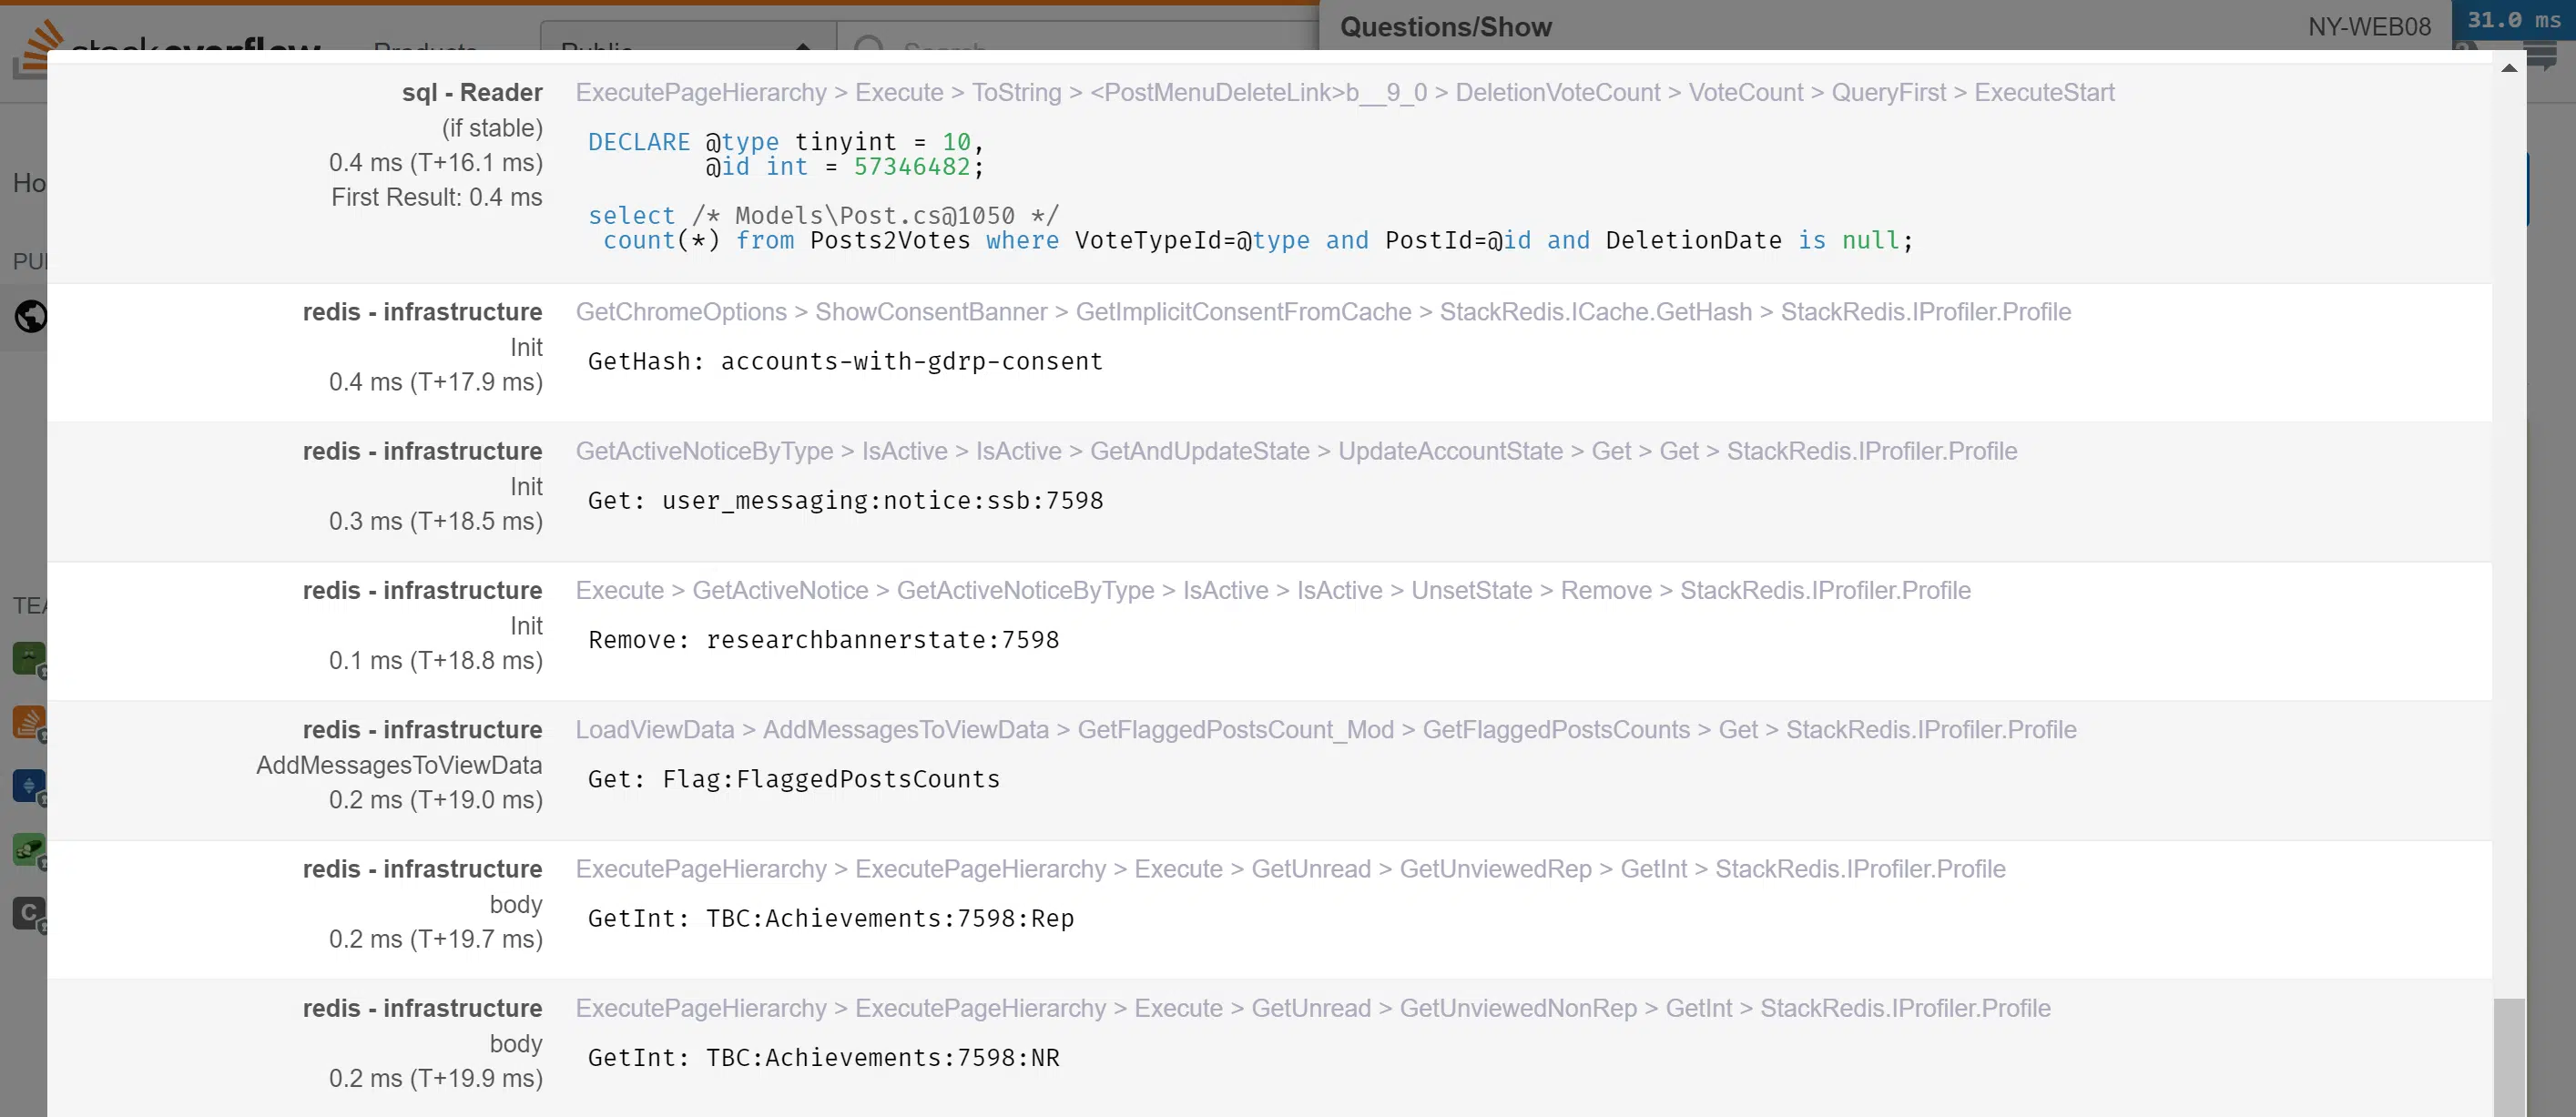 Questions/Show NY-WEB08 31.0 ms
stackoverflow Products Public Search
sql - Reader ExecutePageHierarchy > Execute > ToString > <PostMenuDeleteLink>b__9_0 > DeletionVoteCount > VoteCount > QueryFirst > ExecuteStart
(if stable)
0.4 ms (T+16.1 ms)
First Result: 0.4 ms
DECLARE @type tinyint = 10,
@id int = 57346482;
select /* Models\Post.cs@1050 */
count(*) from Posts2Votes where VoteTypeId=@type and PostId=@id and DeletionDate is null;
redis - infrastructure GetChromeOptions > ShowConsentBanner > GetImplicitConsentFromCache > StackRedis.ICache.GetHash > StackRedis.IProfiler.Profile
Init
0.4 ms (T+17.9 ms)
GetHash: accounts-with-gdrp-consent
redis - infrastructure GetActiveNoticeByType > IsActive > IsActive > GetAndUpdateState > UpdateAccountState > Get > Get > StackRedis.IProfiler.Profile
Init
0.3 ms (T+18.5 ms)
Get: user_messaging:notice:ssb:7598
redis - infrastructure Execute > GetActiveNotice > GetActiveNoticeByType > IsActive > IsActive > UnsetState > Remove > StackRedis.IProfiler.Profile
Init
0.1 ms (T+18.8 ms)
Remove: researchbannerstate:7598
redis - infrastructure LoadViewData > AddMessagesToViewData > GetFlaggedPostsCount_Mod > GetFlaggedPostsCounts > Get > StackRedis.IProfiler.Profile
AddMessagesToViewData
0.2 ms (T+19.0 ms)
Get: Flag:FlaggedPostsCounts
redis - infrastructure ExecutePageHierarchy > ExecutePageHierarchy > Execute > GetUnread > GetUnviewedRep > GetInt > StackRedis.IProfiler.Profile
body
0.2 ms (T+19.7 ms)
GetInt: TBC:Achievements:7598:Rep
redis - infrastructure ExecutePageHierarchy > ExecutePageHierarchy > Execute > GetUnread > GetUnviewedNonRep > GetInt > StackRedis.IProfiler.Profile
body
0.2 ms (T+19.9 ms)
GetInt: TBC:Achievements:7598:NR
Ho
PU
TEA
C